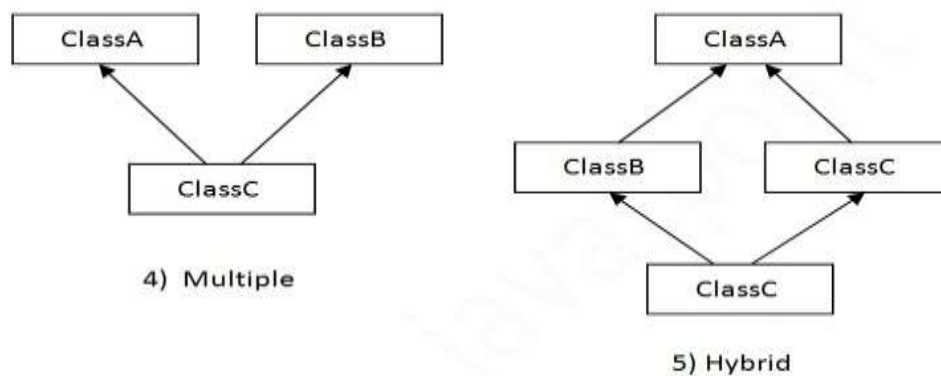 ClassA
ClassB
ClassC
4) Multiple
ClassA
ClassB
ClassC
ClassC
5) Hybrid